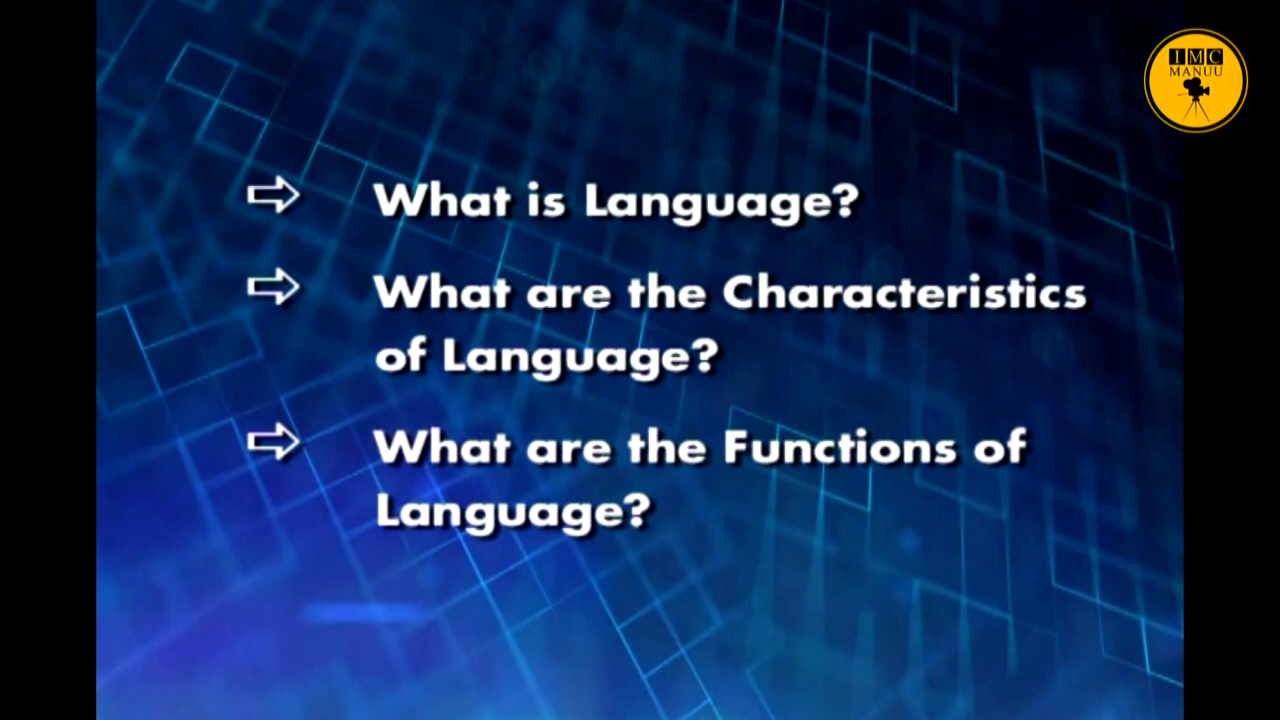 IMC
MANUU
What is Language?
What are the Characteristics
of Language?
What are the Functions of
Language?